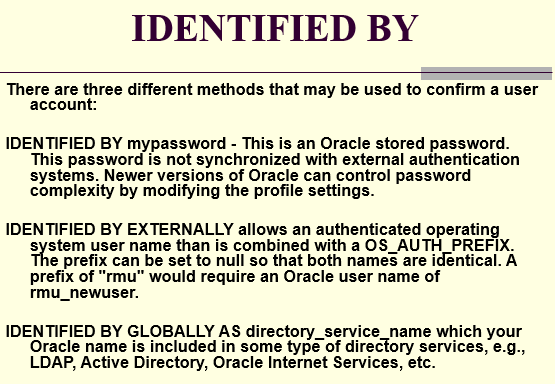 IDENTIFIED BY
There are three different methods that may be used to confirm a user
account:
IDENTIFIED BY mypassword - This is an Oracle stored password.
This password is not synchronized with external authentication
systems. Newer versions of Oracle can control password
complexity by modifying the profile settings.
IDENTIFIED BY EXTERNALLY allows an authenticated operating
system user name than is combined with a OS_AUTH_PREFIX.
The prefix can be set to null so that both names are identical. A
prefix of "rmu" would require an Oracle user name of
rmu_newuser.
IDENTIFIED BY GLOBALLY AS directory_service_name which your
Oracle name is included in some type of directory services, e.g.,
LDAP, Active Directory, Oracle Internet Services, etc.